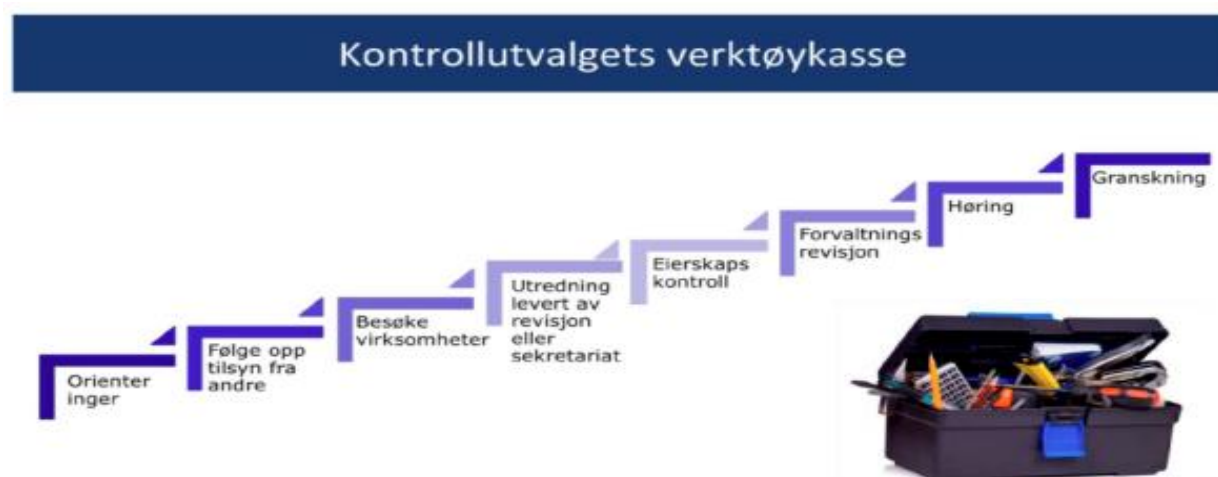 Kontrollutvalgets verktøykasse
Orienter
inger
Følge opp
tilsyn fra
andre
Besøke
virksomheter
Utredning
levert av
revisjon
eller
sekretariat
Eierskaps
kontroll
Forvaltnings
revisjon
Høring
Granskning